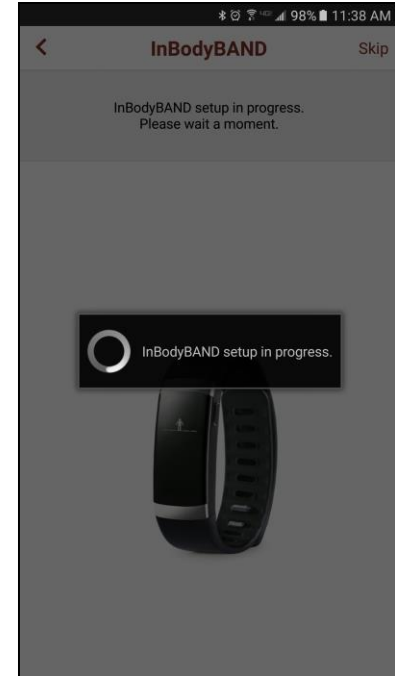 98% 11:38 AM
InBodyBAND Skip
InBodyBAND setup in progress.
Please wait a moment.
InBodyBAND setup in progress.